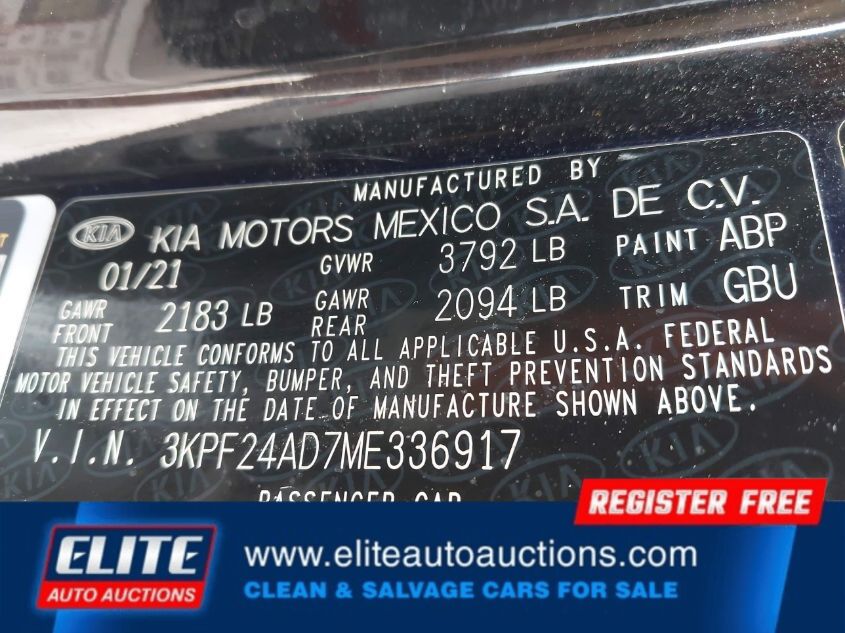 MANUFACTURED BY
KIA KIA MOTORS MEXICO S.A. DE C.V.
01/21 GVWR 3792 LB PAINT ABP
GAWR FRONT 2183 LB GAWR REAR 2094 LB TRIM GBU
THIS VEHICLE CONFORMS TO ALL APPLICABLE U.S.A. FEDERAL
MOTOR VEHICLE SAFETY, BUMPER, AND THEFT PREVENTION STANDARDS
IN EFFECT ON THE DATE OF MANUFACTURE SHOWN ABOVE.
V.I.N. 3KPF24AD7ME336917
PASSENGER CAR
REGISTER FREE
ELITE
AUTO AUCTIONS
www.eliteautoauctions.com
CLEAN & SALVAGE CARS FOR SALE